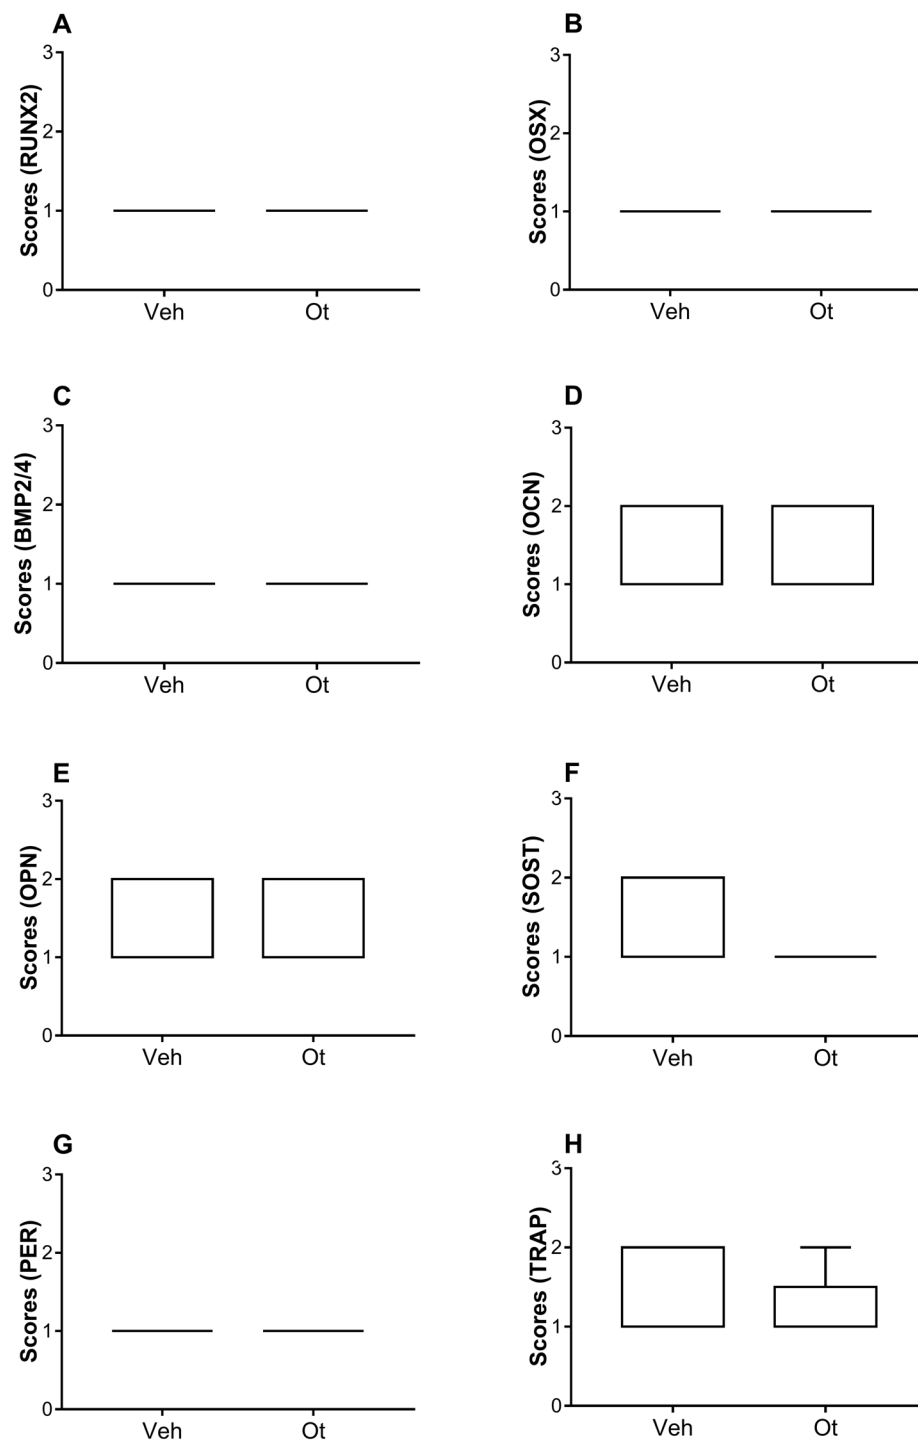 A
Scores (RUNX2)
3
2
1
0
Veh Ot
B
Scores (OSX)
3
2
1
0
Veh Ot
C
Scores (BMP2/4)
3
2
1
0
Veh Ot
D
Scores (OCN)
3
2
1
0
Veh Ot
E
Scores (OPN)
3
2
1
0
Veh Ot
F
Scores (SOST)
3
2
1
0
Veh Ot
G
Scores (PER)
3
2
1
0
Veh Ot
H
Scores (TRAP)
3
2
1
0
Veh Ot